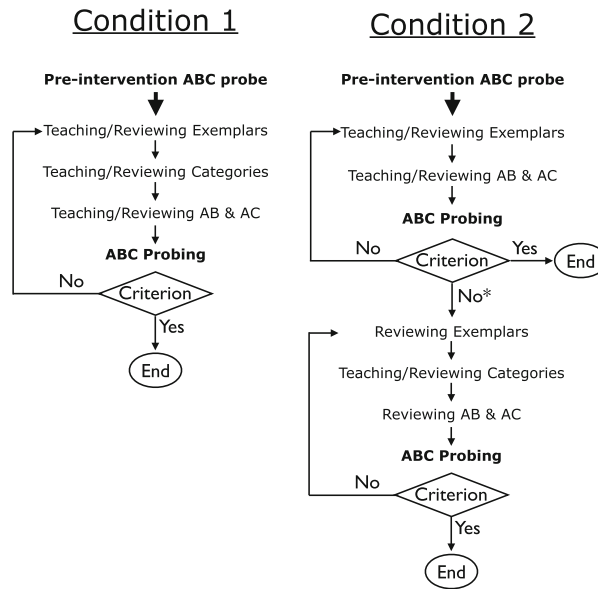 Condition 1
Pre-intervention ABC probe
Teaching/Reviewing Exemplars
Teaching/Reviewing Categories
Teaching/Reviewing AB & AC
ABC Probing
No
Criterion
Yes
End
Condition 2
Pre-intervention ABC probe
Teaching/Reviewing Exemplars
Teaching/Reviewing AB & AC
ABC Probing
No
Criterion
Yes
End
No*
Reviewing Exemplars
Teaching/Reviewing Categories
Reviewing AB & AC
ABC Probing
No
Criterion
Yes
End